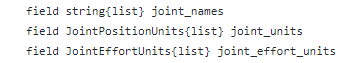 field string{list} joint_names
field JointPositionUnits{list} joint_units
field JointEffortUnits{list} joint_effort_units